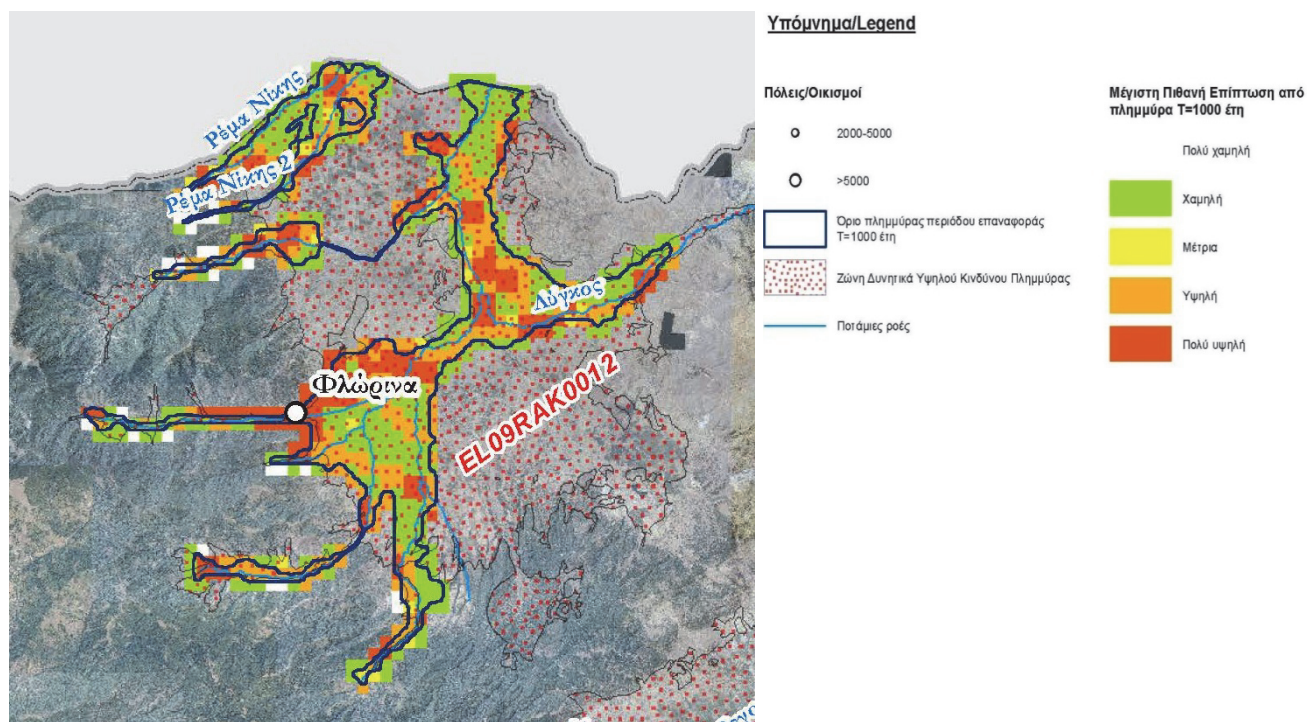 Ρέμα Νίκης
Ρέμα Νίκης 2
Λύγκος
Φλώρινα
EL09RAK0012
Υπόμνημα/Legend
Πόλεις/Οικισμοί
2000-5000
>5000
Όριο πλημμύρας περιόδου επαναφοράς
T=1000 έτη
Ζώνη Δυνητικά Υψηλού Κινδύνου Πλημμύρας
Ποτάμιες ροές
Μέγιστη Πιθανή Επίπτωση από
πλημμύρα T=1000 έτη
Πολύ χαμηλή
Χαμηλή
Μέτρια
Υψηλή
Πολύ υψηλή